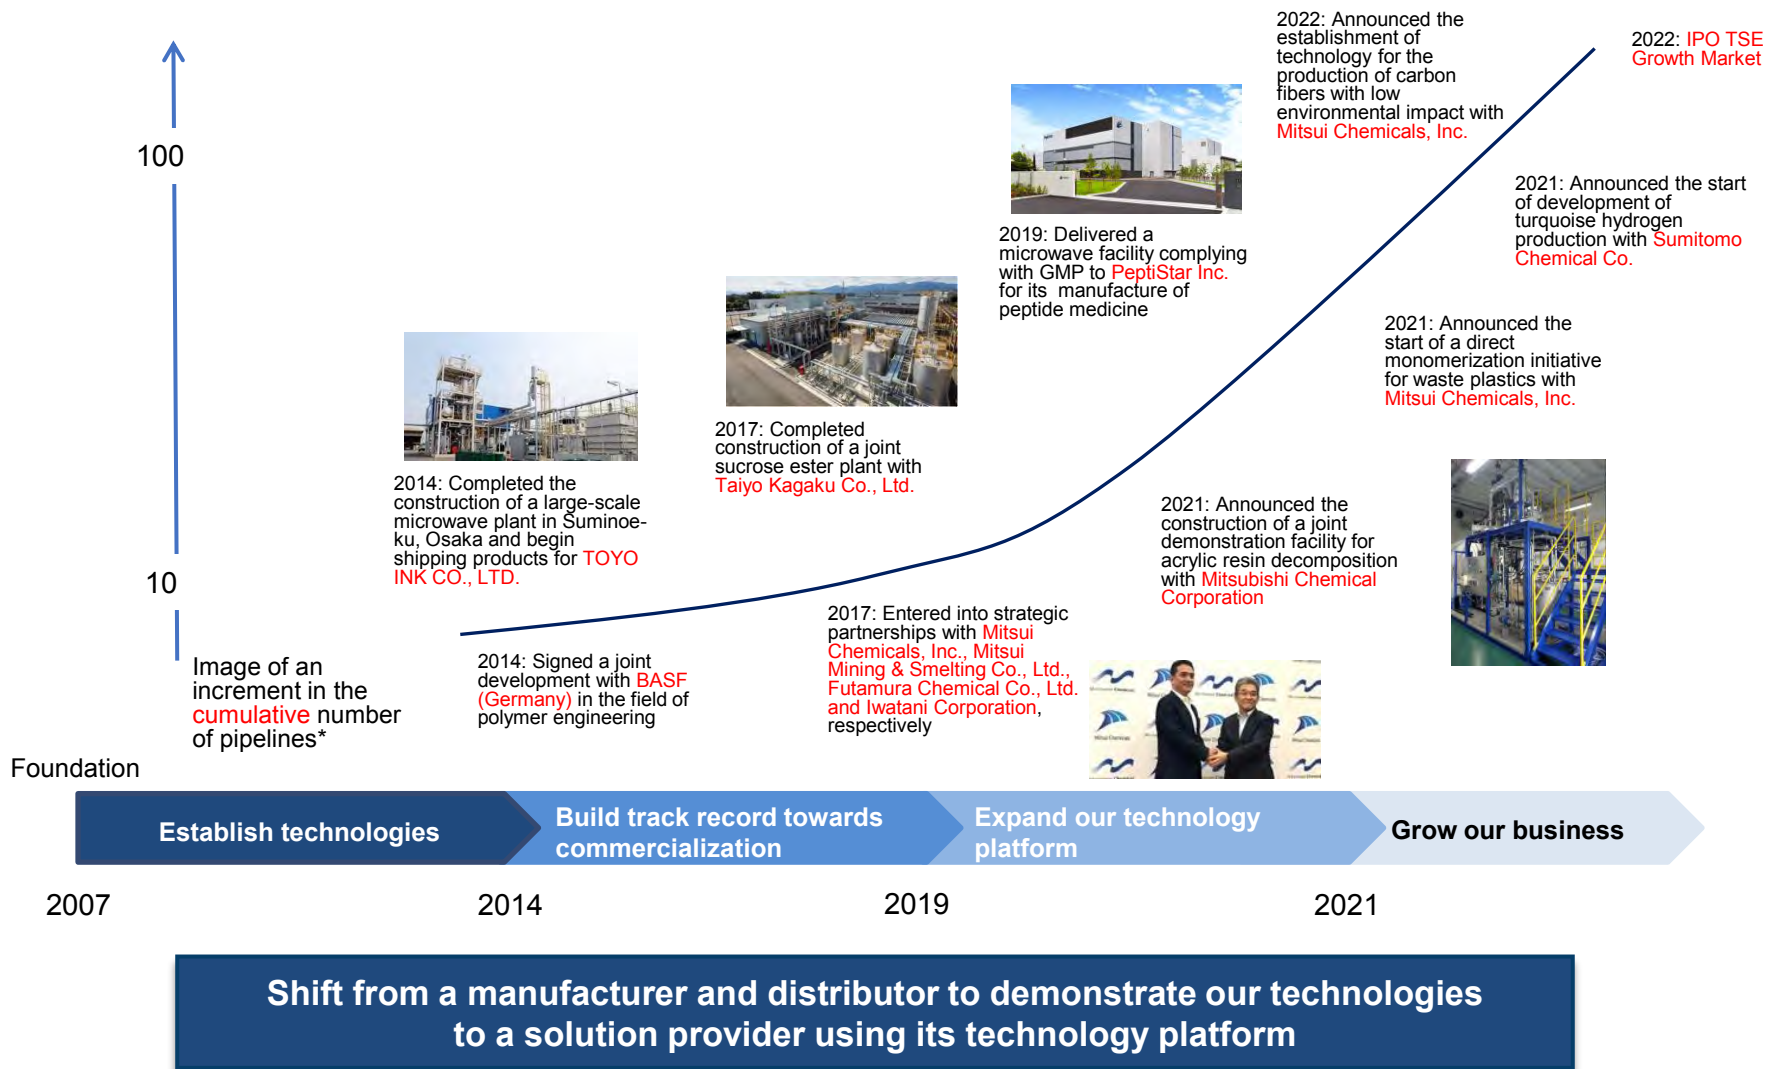 2022: Announced the
establishment of
technology for the
production of carbon
fibers with low
environmental impact with
Mitsui Chemicals, Inc.
2022: IPO TSE
Growth Market
100
2021: Announced the start
of development of
turquoise hydrogen
production with Sumitomo
Chemical Co.
2019: Delivered a
microwave facility complying
with GMP to PeptiStar Inc.
for its manufacture of
peptide medicine
2021: Announced the
start of a direct
monomerization initiative
for waste plastics with
Mitsui Chemicals, Inc.
2017: Completed
construction of a joint
sucrose ester plant with
Taiyo Kagaku Co., Ltd.
2014: Completed the
construction of a large-scale
microwave plant in Suminoe-
ku, Osaka and begin
shipping products for TOYO
INK CO., LTD.
2021: Announced the
construction of a joint
demonstration facility for
acrylic resin decomposition
with Mitsubishi Chemical
Corporation
10
2017: Entered into strategic
partnerships with Mitsui
Chemicals, Inc., Mitsui
Mining & Smelting Co., Ltd.,
Futamura Chemical Co., Ltd.
and Iwatani Corporation,
respectively
Image of an
increment in the
cumulative number
of pipelines*
2014: Signed a joint
development with BASF
(Germany) in the field of
polymer engineering
Mitsui Chemicals
Foundation
Establish technologies
Build track record towards
commercialization
Expand our technology
platform
Grow our business
2007
2014
2019
2021
Shift from a manufacturer and distributor to demonstrate our technologies
to a solution provider using its technology platform